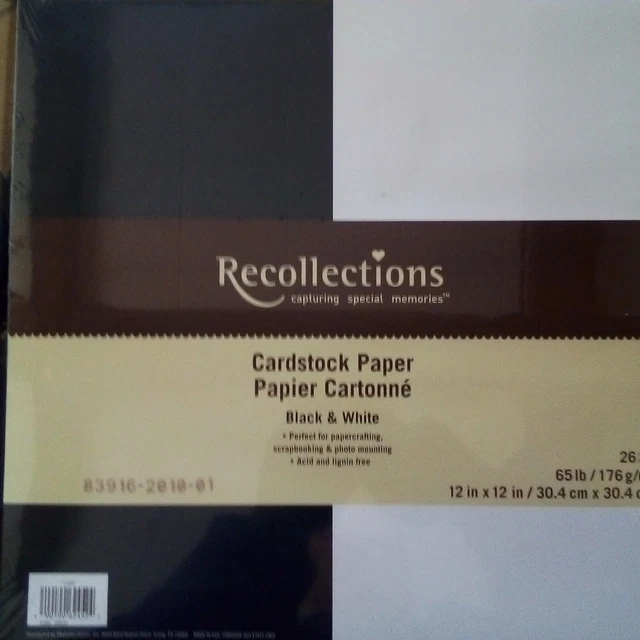 Recollections
capturing special memories™
Cardstock Paper
Papier Cartonné
Black & White
• Perfect for papercrafting,
scrapbooking & photo mounting
• Acid and lignin free
26
65 lb / 176 g/
83916-2010-01
12 in x 12 in / 30.4 cm x 30.4 c